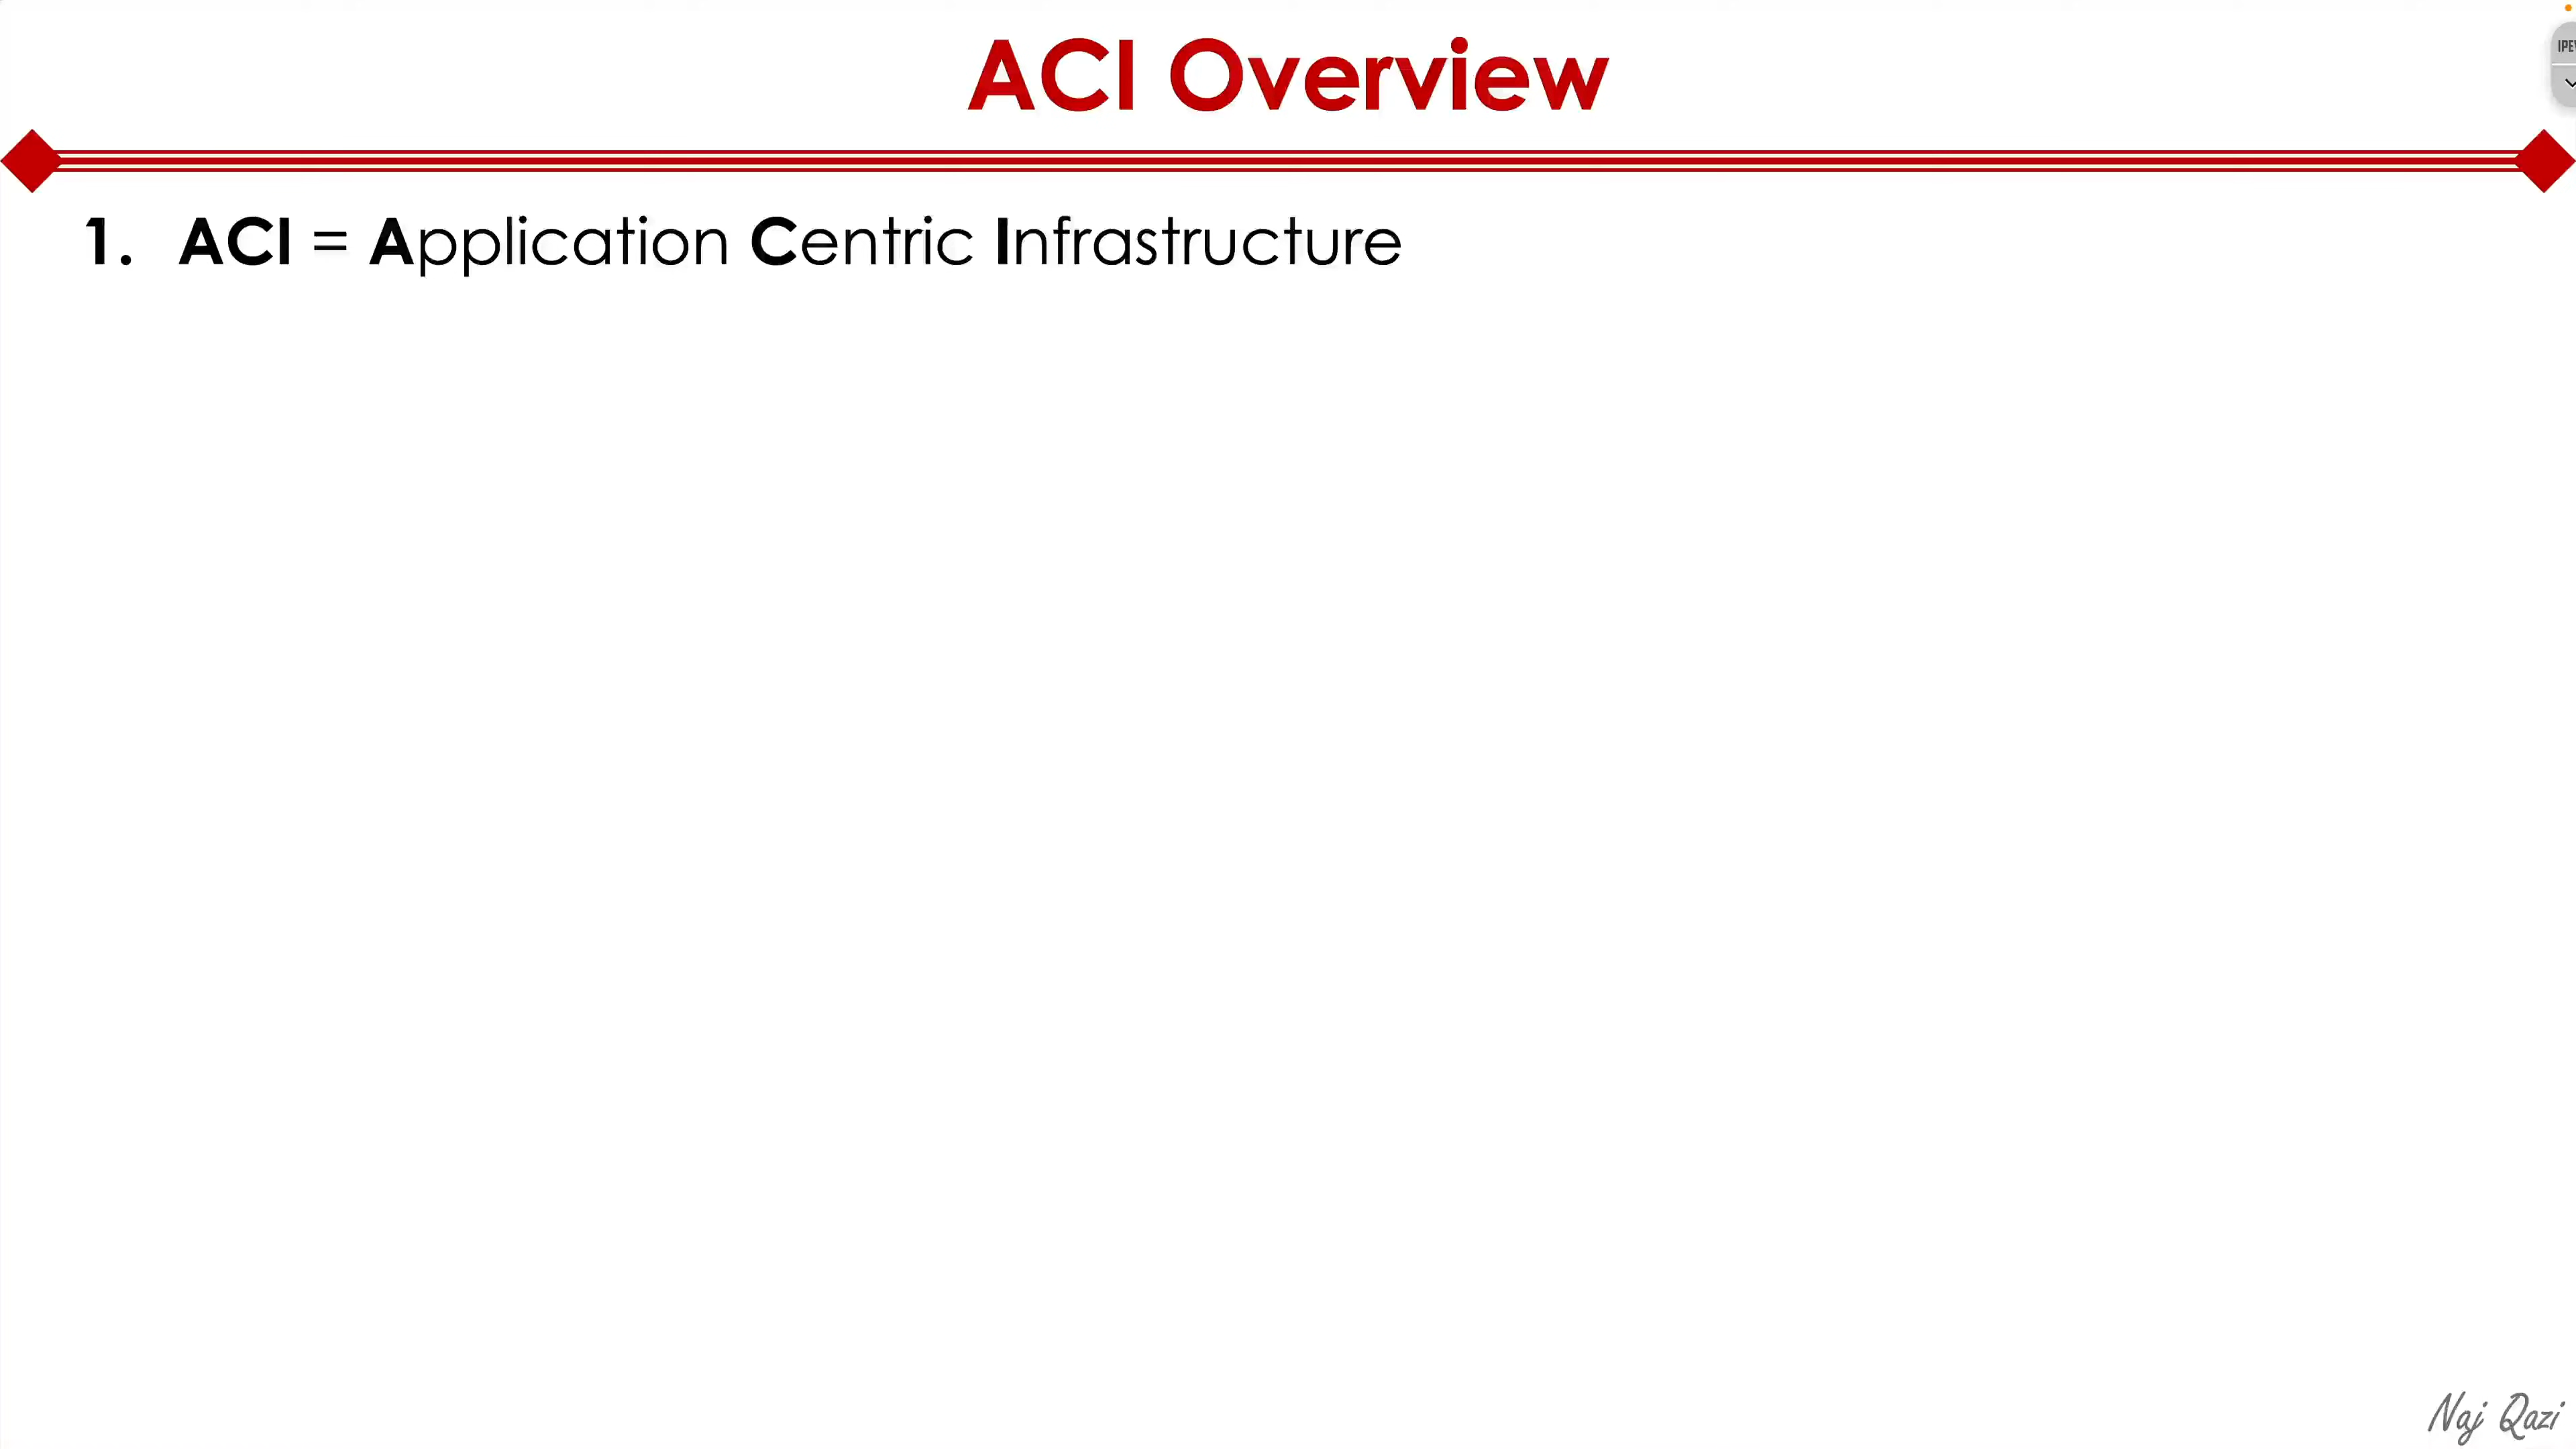 ACI Overview
1. ACI = Application Centric Infrastructure
Naj Qazi